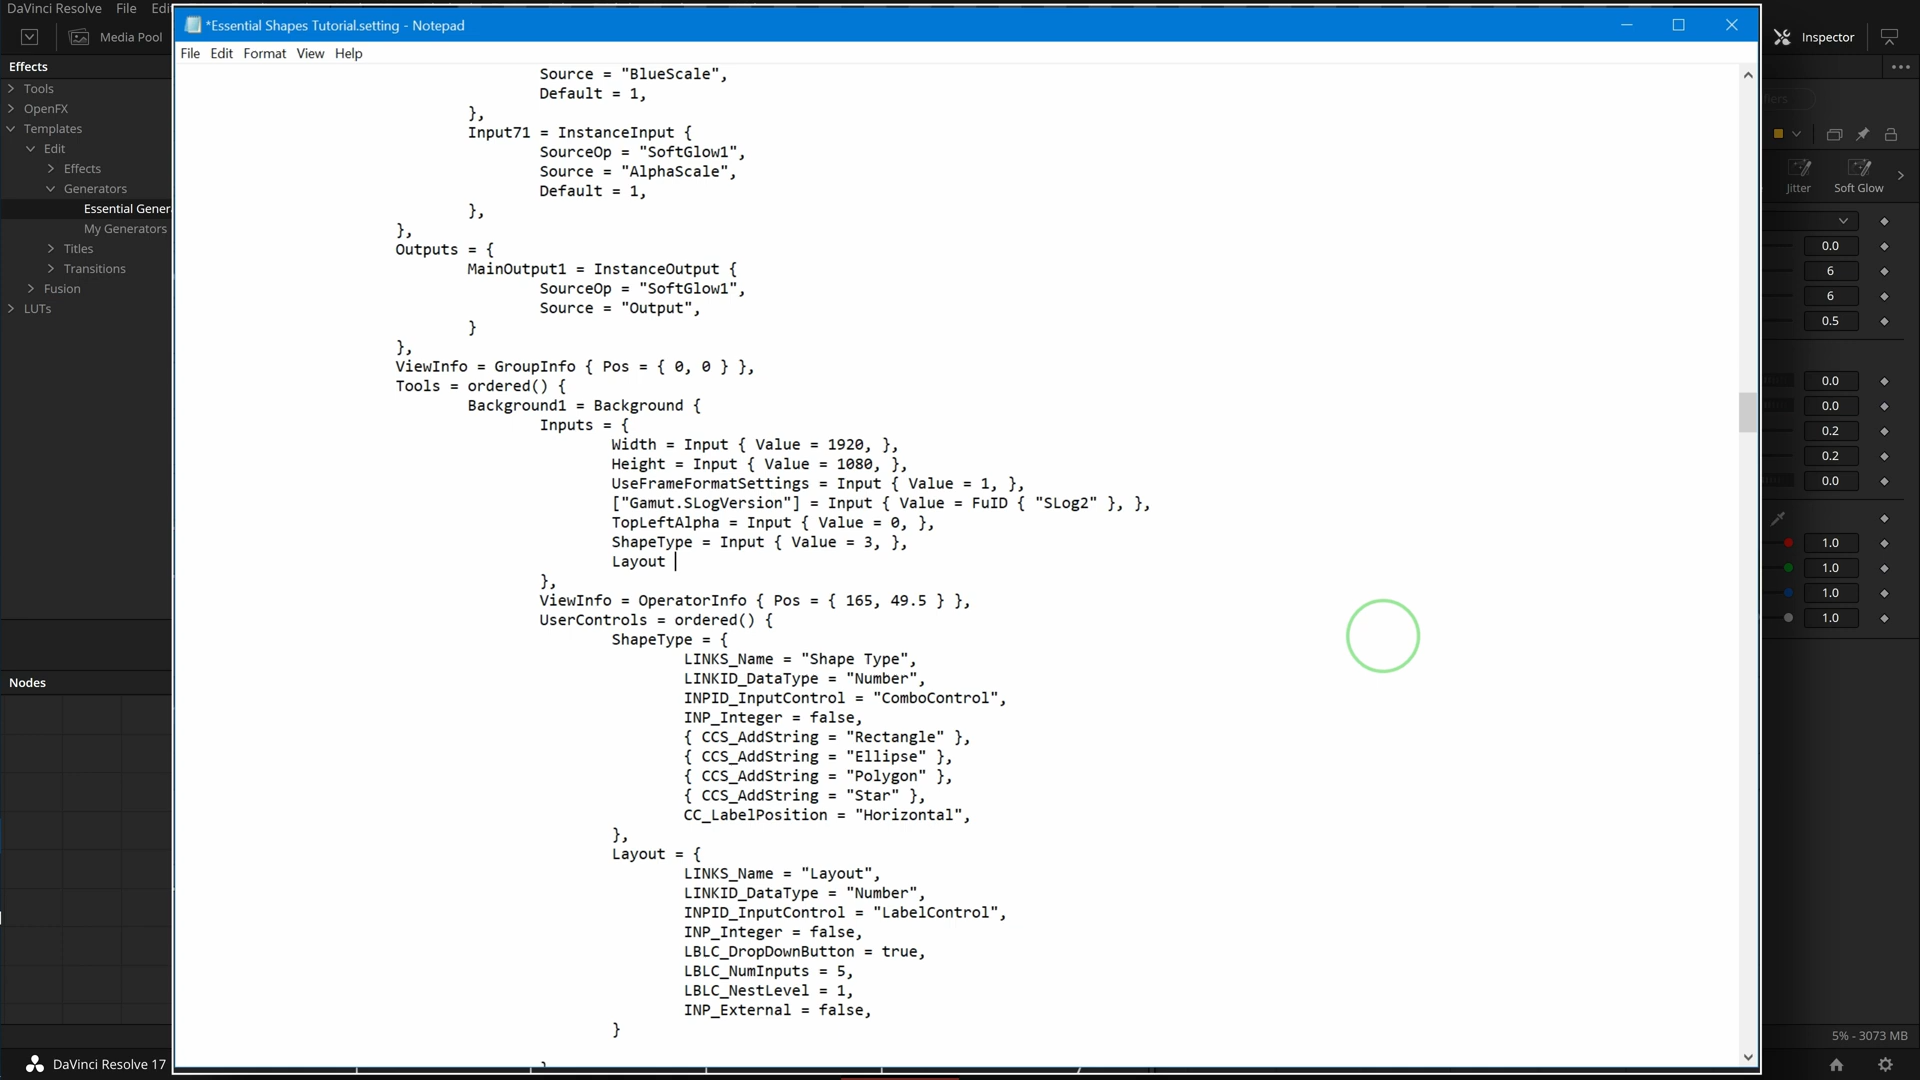 DaVinci Resolve File Edi
*Essential Shapes Tutorial.setting - Notepad
Media Pool
Inspector
File Edit Format View Help
Effects
Tools
OpenFX
Templates
Edit
Effects
Generators
Essential Gener
My Generators
Titles
Transitions
Fusion
LUTs
Source = "BlueScale",
Default = 1,
},
Input71 = InstanceInput {
SourceOp = "SoftGlow1",
Source = "AlphaScale",
Default = 1,
},
},
Outputs = {
MainOutput1 = InstanceOutput {
SourceOp = "SoftGlow1",
Source = "Output",
}
},
ViewInfo = GroupInfo { Pos = { 0, 0 } },
Tools = ordered() {
Background1 = Background {
Inputs = {
Width = Input { Value = 1920, },
Height = Input { Value = 1080, },
UseFrameFormatSettings = Input { Value = 1, },
["Gamut.SLogVersion"] = Input { Value = FuID { "SLog2" }, },
TopLeftAlpha = Input { Value = 0, },
ShapeType = Input { Value = 3, },
Layout
},
ViewInfo = OperatorInfo { Pos = { 165, 49.5 } },
UserControls = ordered() {
ShapeType = {
LINKS_Name = "Shape Type",
LINKID_DataType = "Number",
INPID_InputControl = "ComboControl",
INP_Integer = false,
{ CCS_AddString = "Rectangle" },
{ CCS_AddString = "Ellipse" },
{ CCS_AddString = "Polygon" },
{ CCS_AddString = "Star" },
CC_LabelPosition = "Horizontal",
},
Layout = {
LINKS_Name = "Layout",
LINKID_DataType = "Number",
INPID_InputControl = "LabelControl",
INP_Integer = false,
LBLC_DropDownButton = true,
LBLC_NumInputs = 5,
LBLC_NestLevel = 1,
INP_External = false,
}
Jitter Soft Glow
0.0
6
6
0.5
0.0
0.0
0.2
0.2
0.0
1.0
1.0
1.0
1.0
Nodes
5% - 3073 MB
DaVinci Resolve 17